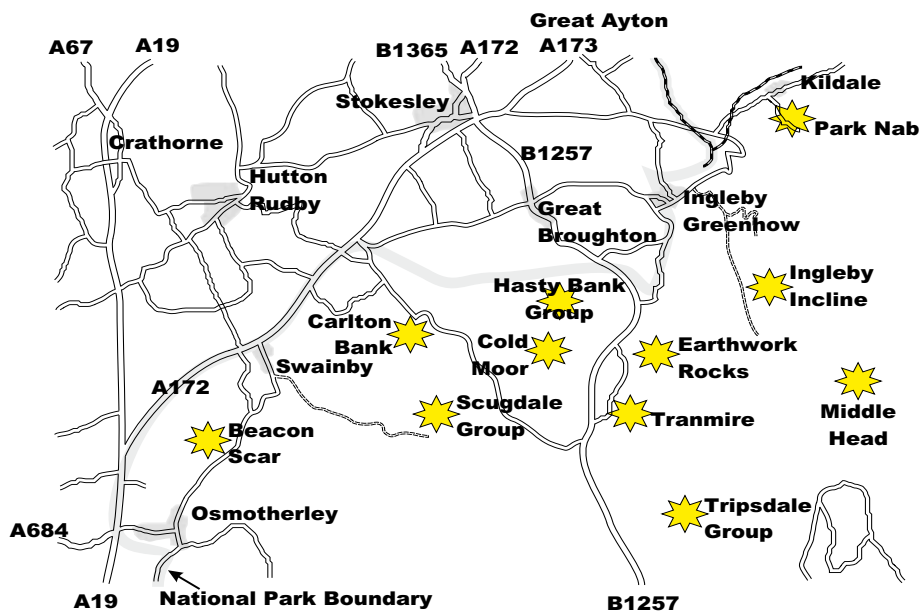 Great Ayton
A67
A19
B1365
A172
A173
Kildale
Stokesley
Park Nab
Crathorne
B1257
Hutton
Rudby
Ingleby
Greenhow
Great
Broughton
Ingleby
Incline
Hasty Bank
Group
Carlton
Bank
Cold
Moor
Earthwork
Rocks
Swainby
A172
Scugdale
Group
Tranmire
Middle
Head
Beacon
Scar
Tripsdale
Group
Osmotherley
A684
A19
National Park Boundary
B1257